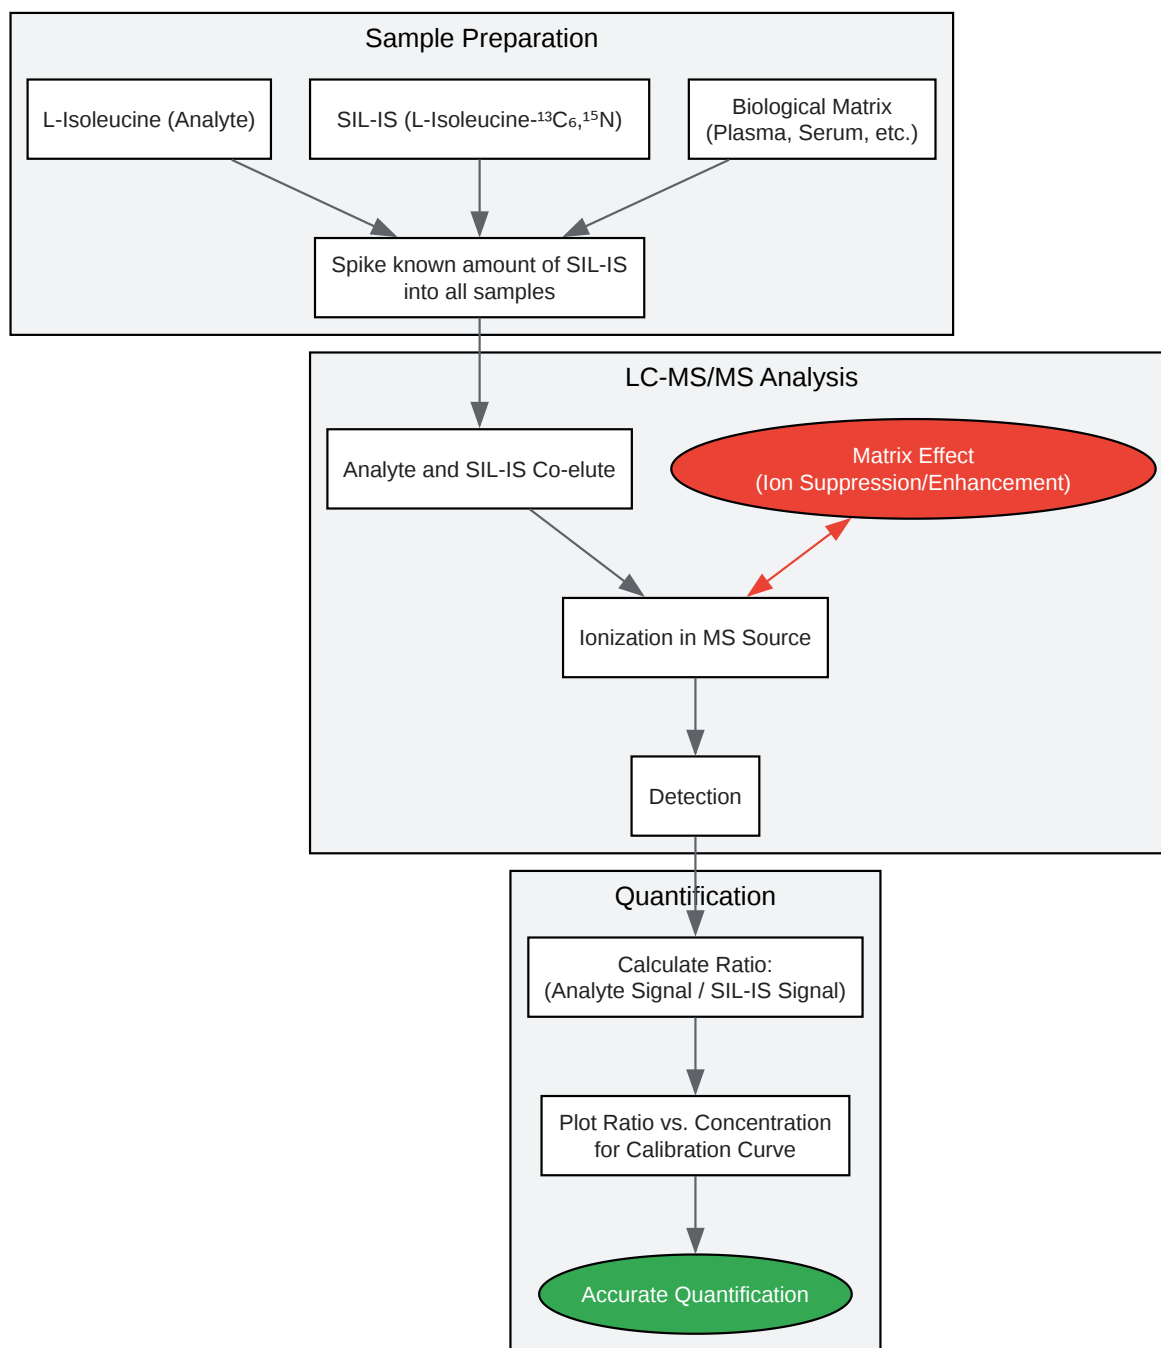 Sample Preparation
L-Isoleucine (Analyte)
SIL-IS (L-Isoleucine-¹³C₆,¹⁵N)
Biological Matrix
(Plasma, Serum, etc.)
Spike known amount of SIL-IS
into all samples
LC-MS/MS Analysis
Analyte and SIL-IS Co-elute
Matrix Effect
(Ion Suppression/Enhancement)
Ionization in MS Source
Detection
Quantification
Calculate Ratio:
(Analyte Signal / SIL-IS Signal)
Plot Ratio vs. Concentration
for Calibration Curve
Accurate Quantification